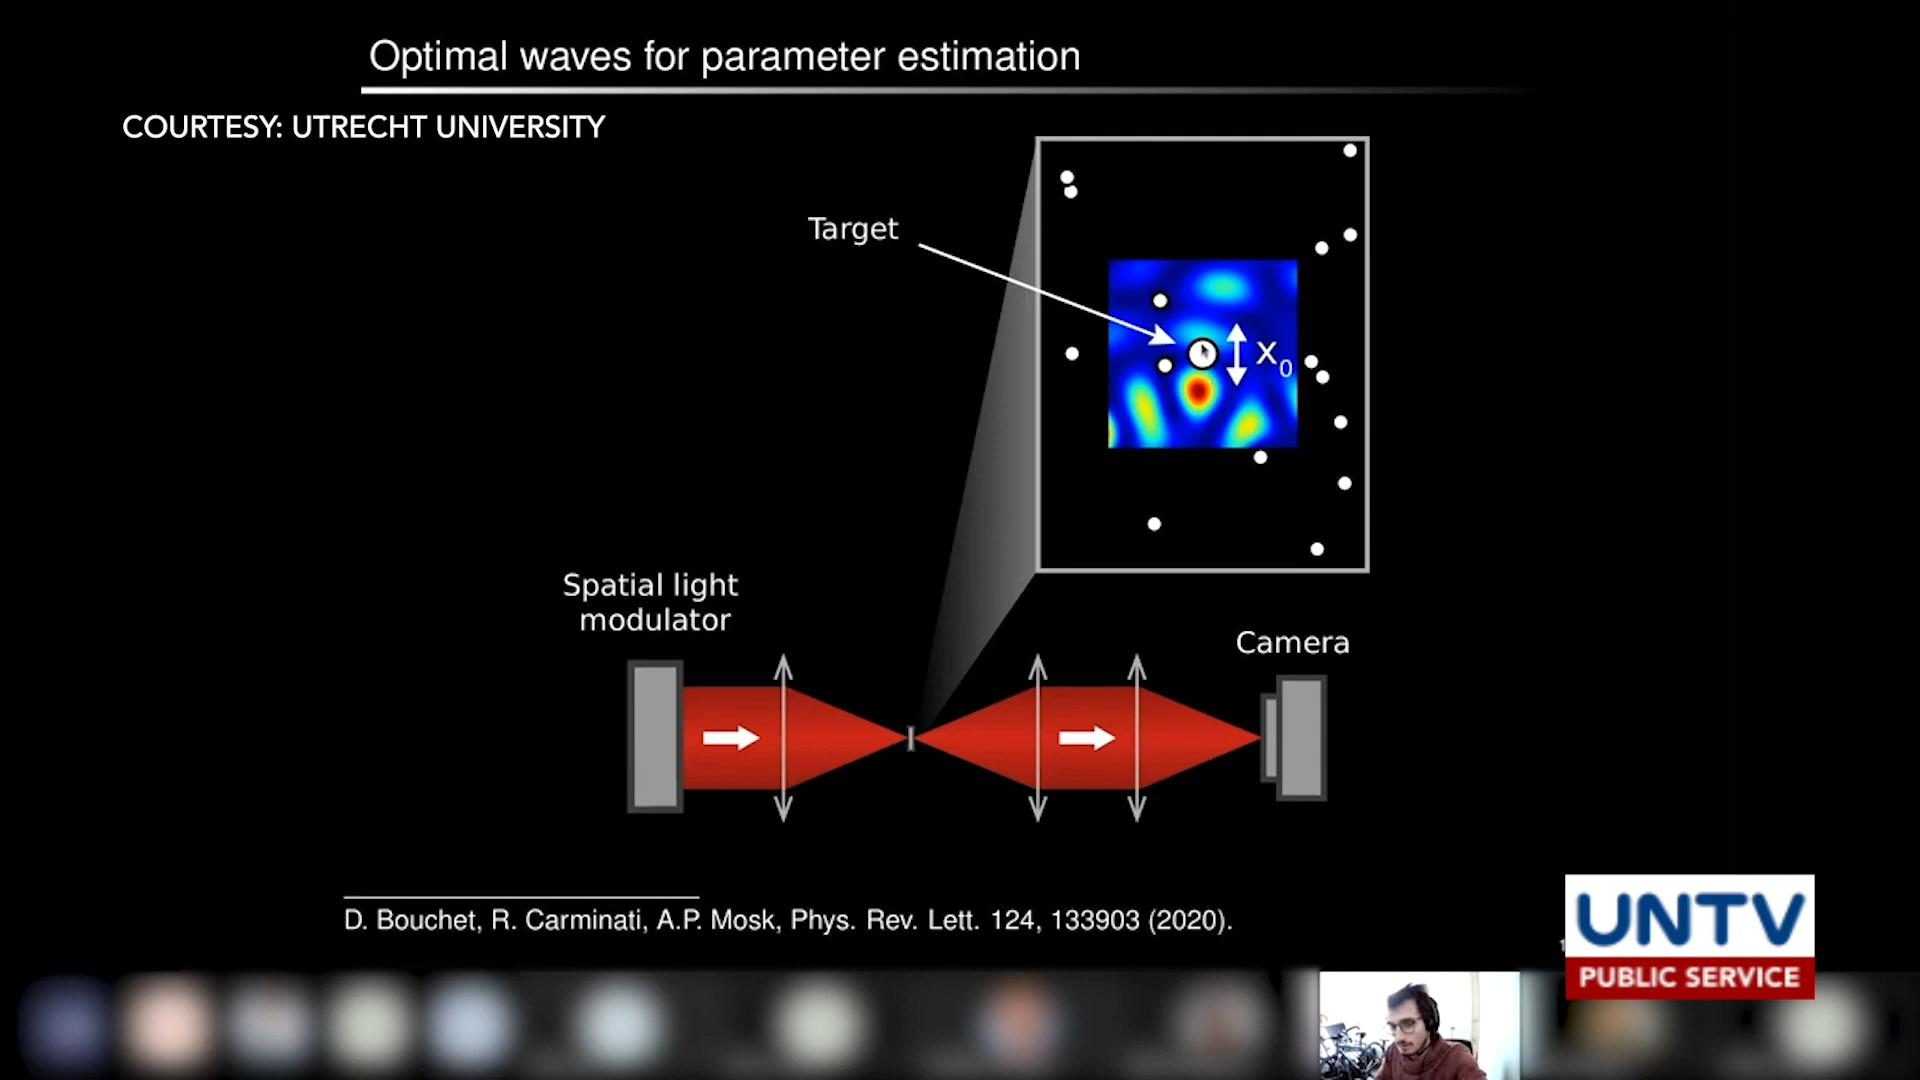 Optimal waves for parameter estimation
COURTESY: UTRECHT UNIVERSITY
Target
x0
Spatial light
modulator
Camera
D. Bouchet, R. Carminati, A.P. Mosk, Phys. Rev. Lett. 124, 133903 (2020).
UNTV
PUBLIC SERVICE